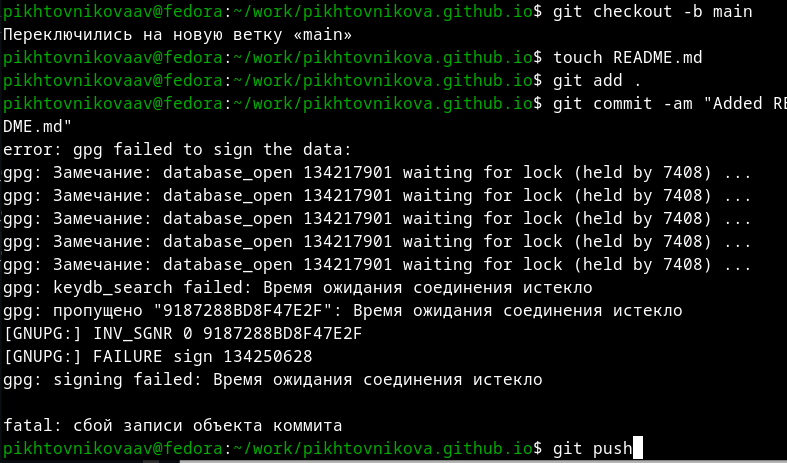 pikhtovnikovaav@fedora:~/work/pikhtovnikova.github.io$ git checkout -b main
Переключились на новую ветку «main»
pikhtovnikovaav@fedora:~/work/pikhtovnikova.github.io$ touch README.md
pikhtovnikovaav@fedora:~/work/pikhtovnikova.github.io$ git add .
pikhtovnikovaav@fedora:~/work/pikhtovnikova.github.io$ git commit -am "Added RE
DME.md"
error: gpg failed to sign the data:
gpg: Замечание: database_open 134217901 waiting for lock (held by 7408) ...
gpg: Замечание: database_open 134217901 waiting for lock (held by 7408) ...
gpg: Замечание: database_open 134217901 waiting for lock (held by 7408) ...
gpg: Замечание: database_open 134217901 waiting for lock (held by 7408) ...
gpg: Замечание: database_open 134217901 waiting for lock (held by 7408) ...
gpg: keydb_search failed: Время ожидания соединения истекло
gpg: пропущено "9187288BD8F47E2F": Время ожидания соединения истекло
[GNUPG:] INV_SGNR 0 9187288BD8F47E2F
[GNUPG:] FAILURE sign 134250628
gpg: signing failed: Время ожидания соединения истекло
fatal: сбой записи объекта коммита
pikhtovnikovaav@fedora:~/work/pikhtovnikova.github.io$ git push